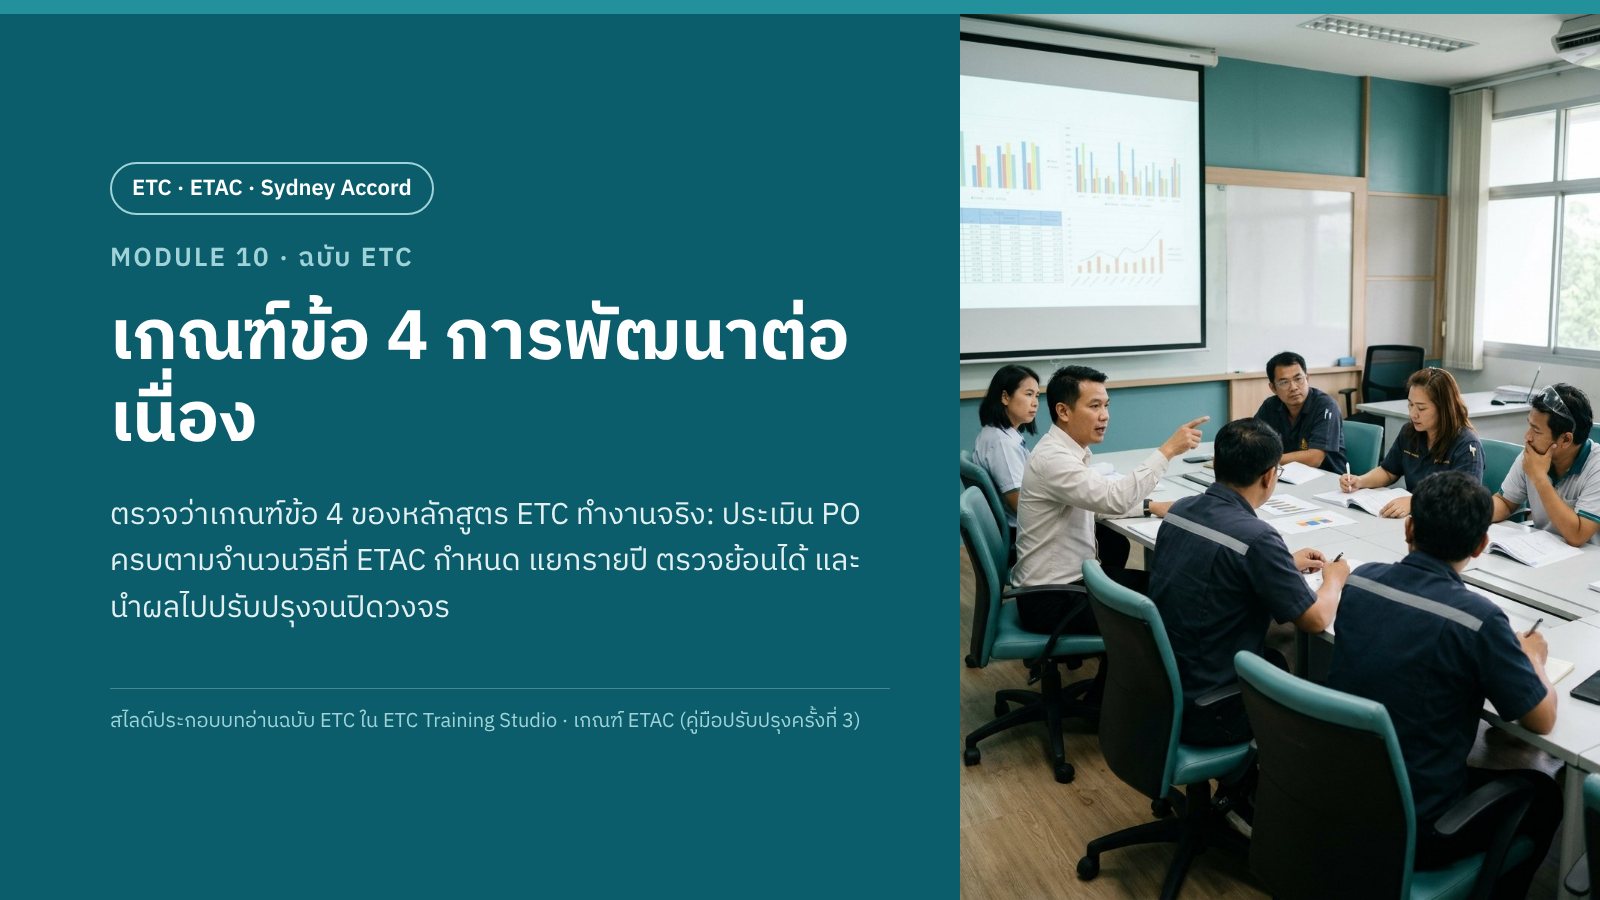 ETC · ETAC · Sydney Accord
MODULE 10 · ฉบับ ETC
เกณฑ์ข้อ 4 การพัฒนาต่อ
เนื่อง
ตรวจว่าเกณฑ์ข้อ 4 ของหลักสูตร ETC ทำงานจริง: ประเมิน PO
ครบตามจำนวนวิธีที่ ETAC กำหนด แยกรายปี ตรวจย้อนได้ และ
นำผลไปปรับปรุงจนปิดวงจร
สไลด์ประกอบบทอ่านฉบับ ETC ใน ETC Training Studio · เกณฑ์ ETAC (คู่มือปรับปรุงครั้งที่ 3)